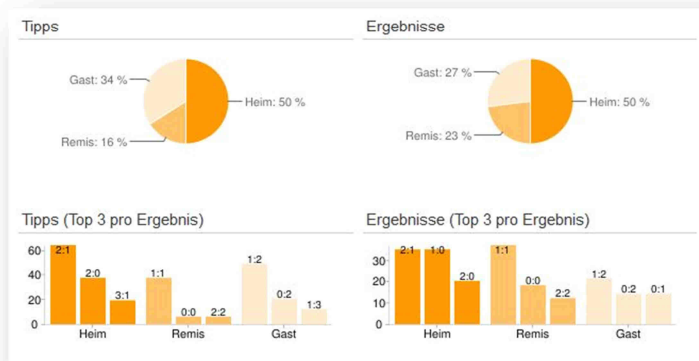 Tipps
Gast: 34 %
Heim: 50 %
Remis: 16 %
Ergebnisse
Gast: 27 %
Heim: 50 %
Remis: 23 %
Tipps (Top 3 pro Ergebnis)
60
40
20
0
2:1
2:0
3:1
1:1
0:0
2:2
1:2
0:2
1:3
Heim Remis Gast
Ergebnisse (Top 3 pro Ergebnis)
30
20
10
0
2:1
1:0
2:0
1:1
0:0
2:2
1:2
0:2
0:1
Heim Remis Gast